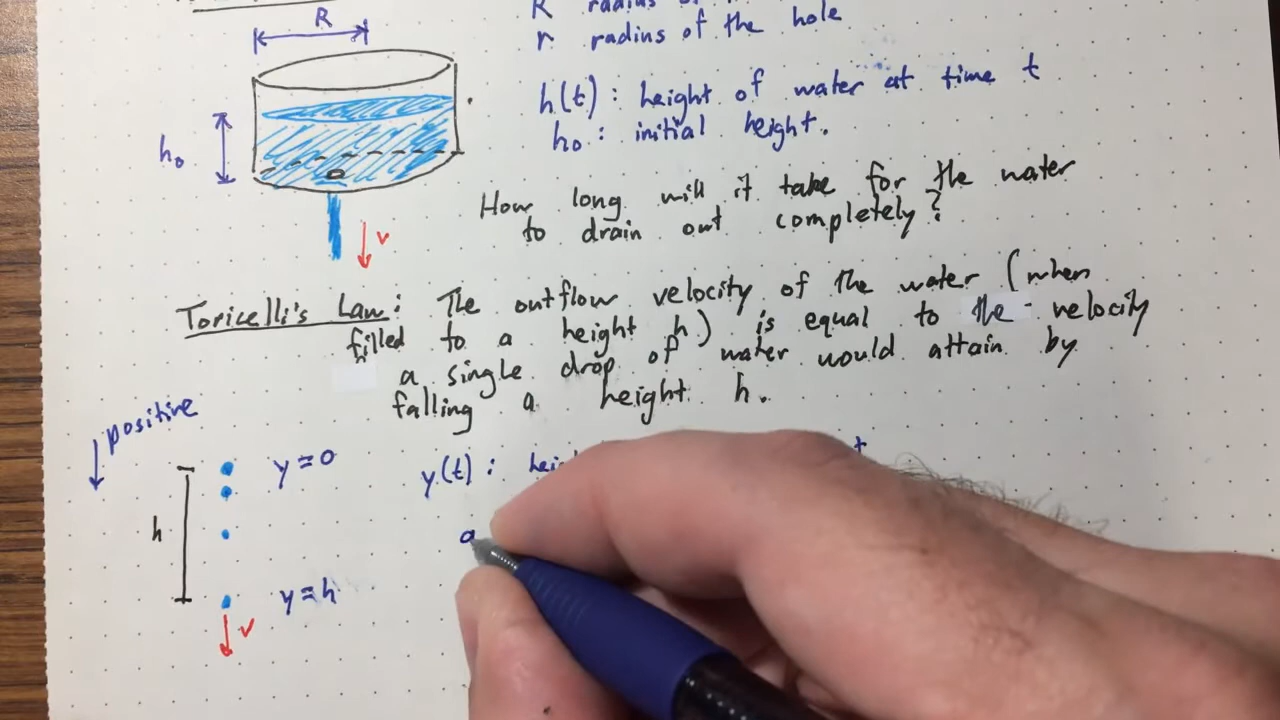 R
R radius of
r radius of the hole
h(t) : height of water at time t
h₀ : initial height.
h₀
How long will it take for the water
to drain out completely?
v
Toricelli's Law: The outflow velocity of the water (when
filled to a height h) is equal to the velocity
a single drop of water would attain by
falling a height h.
positive
y = 0
y(t) :
t
h
a
y = h
v